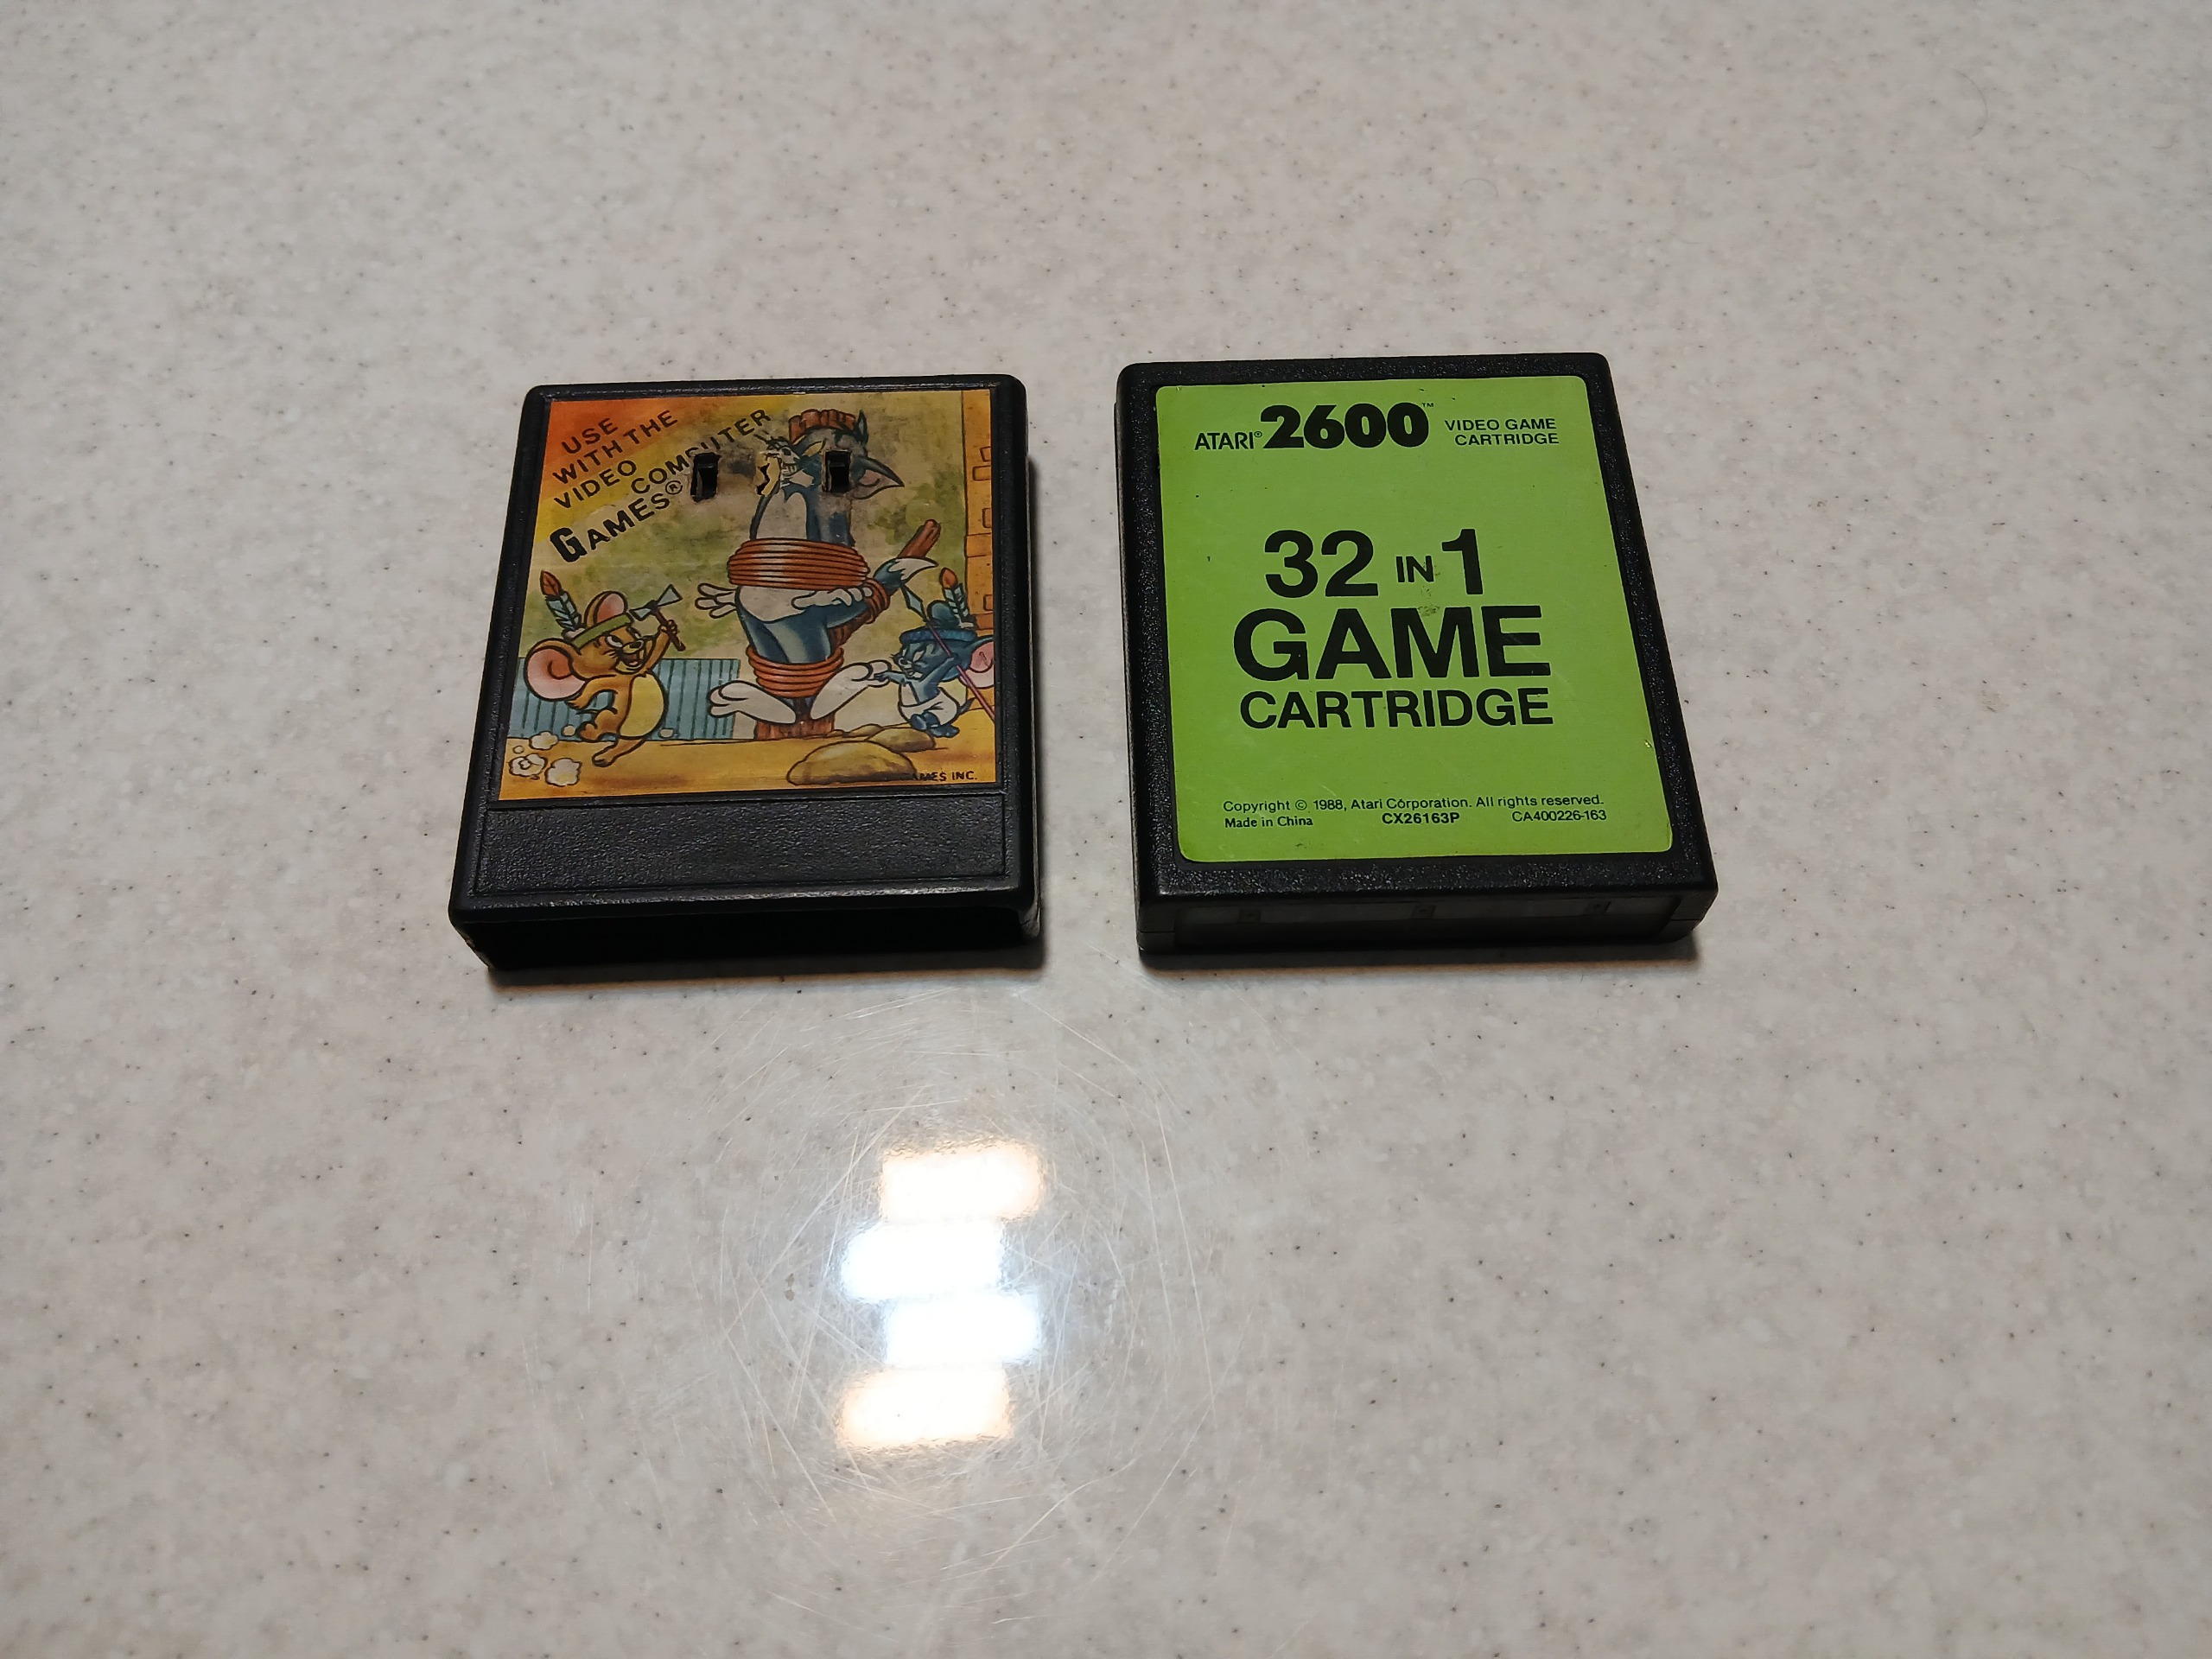 USE
WITH THE
VIDEO
COMPUTER
GAMES®
GAMES INC.
ATARI® 2600™ VIDEO GAME
CARTRIDGE
32 IN 1
GAME
CARTRIDGE
Copyright © 1988, Atari Corporation. All rights reserved.
Made in China CX26163P CA400226-163